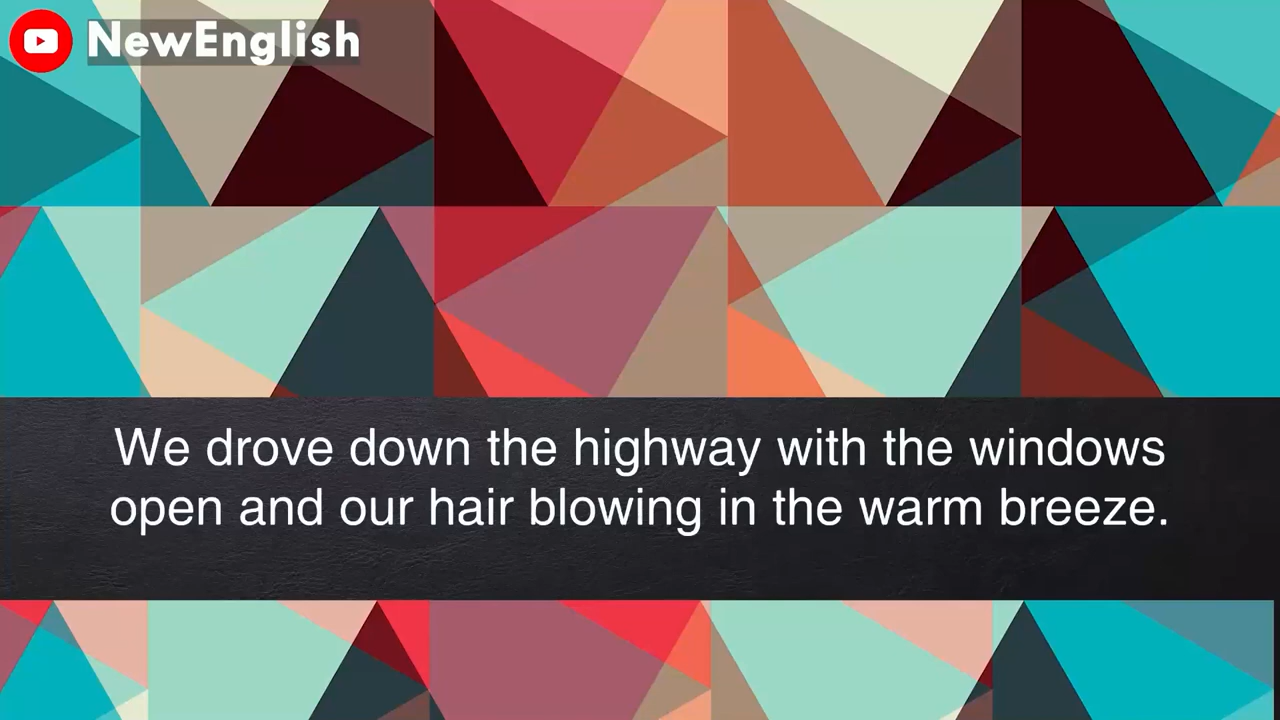 NewEnglish
We drove down the highway with the windows
open and our hair blowing in the warm breeze.